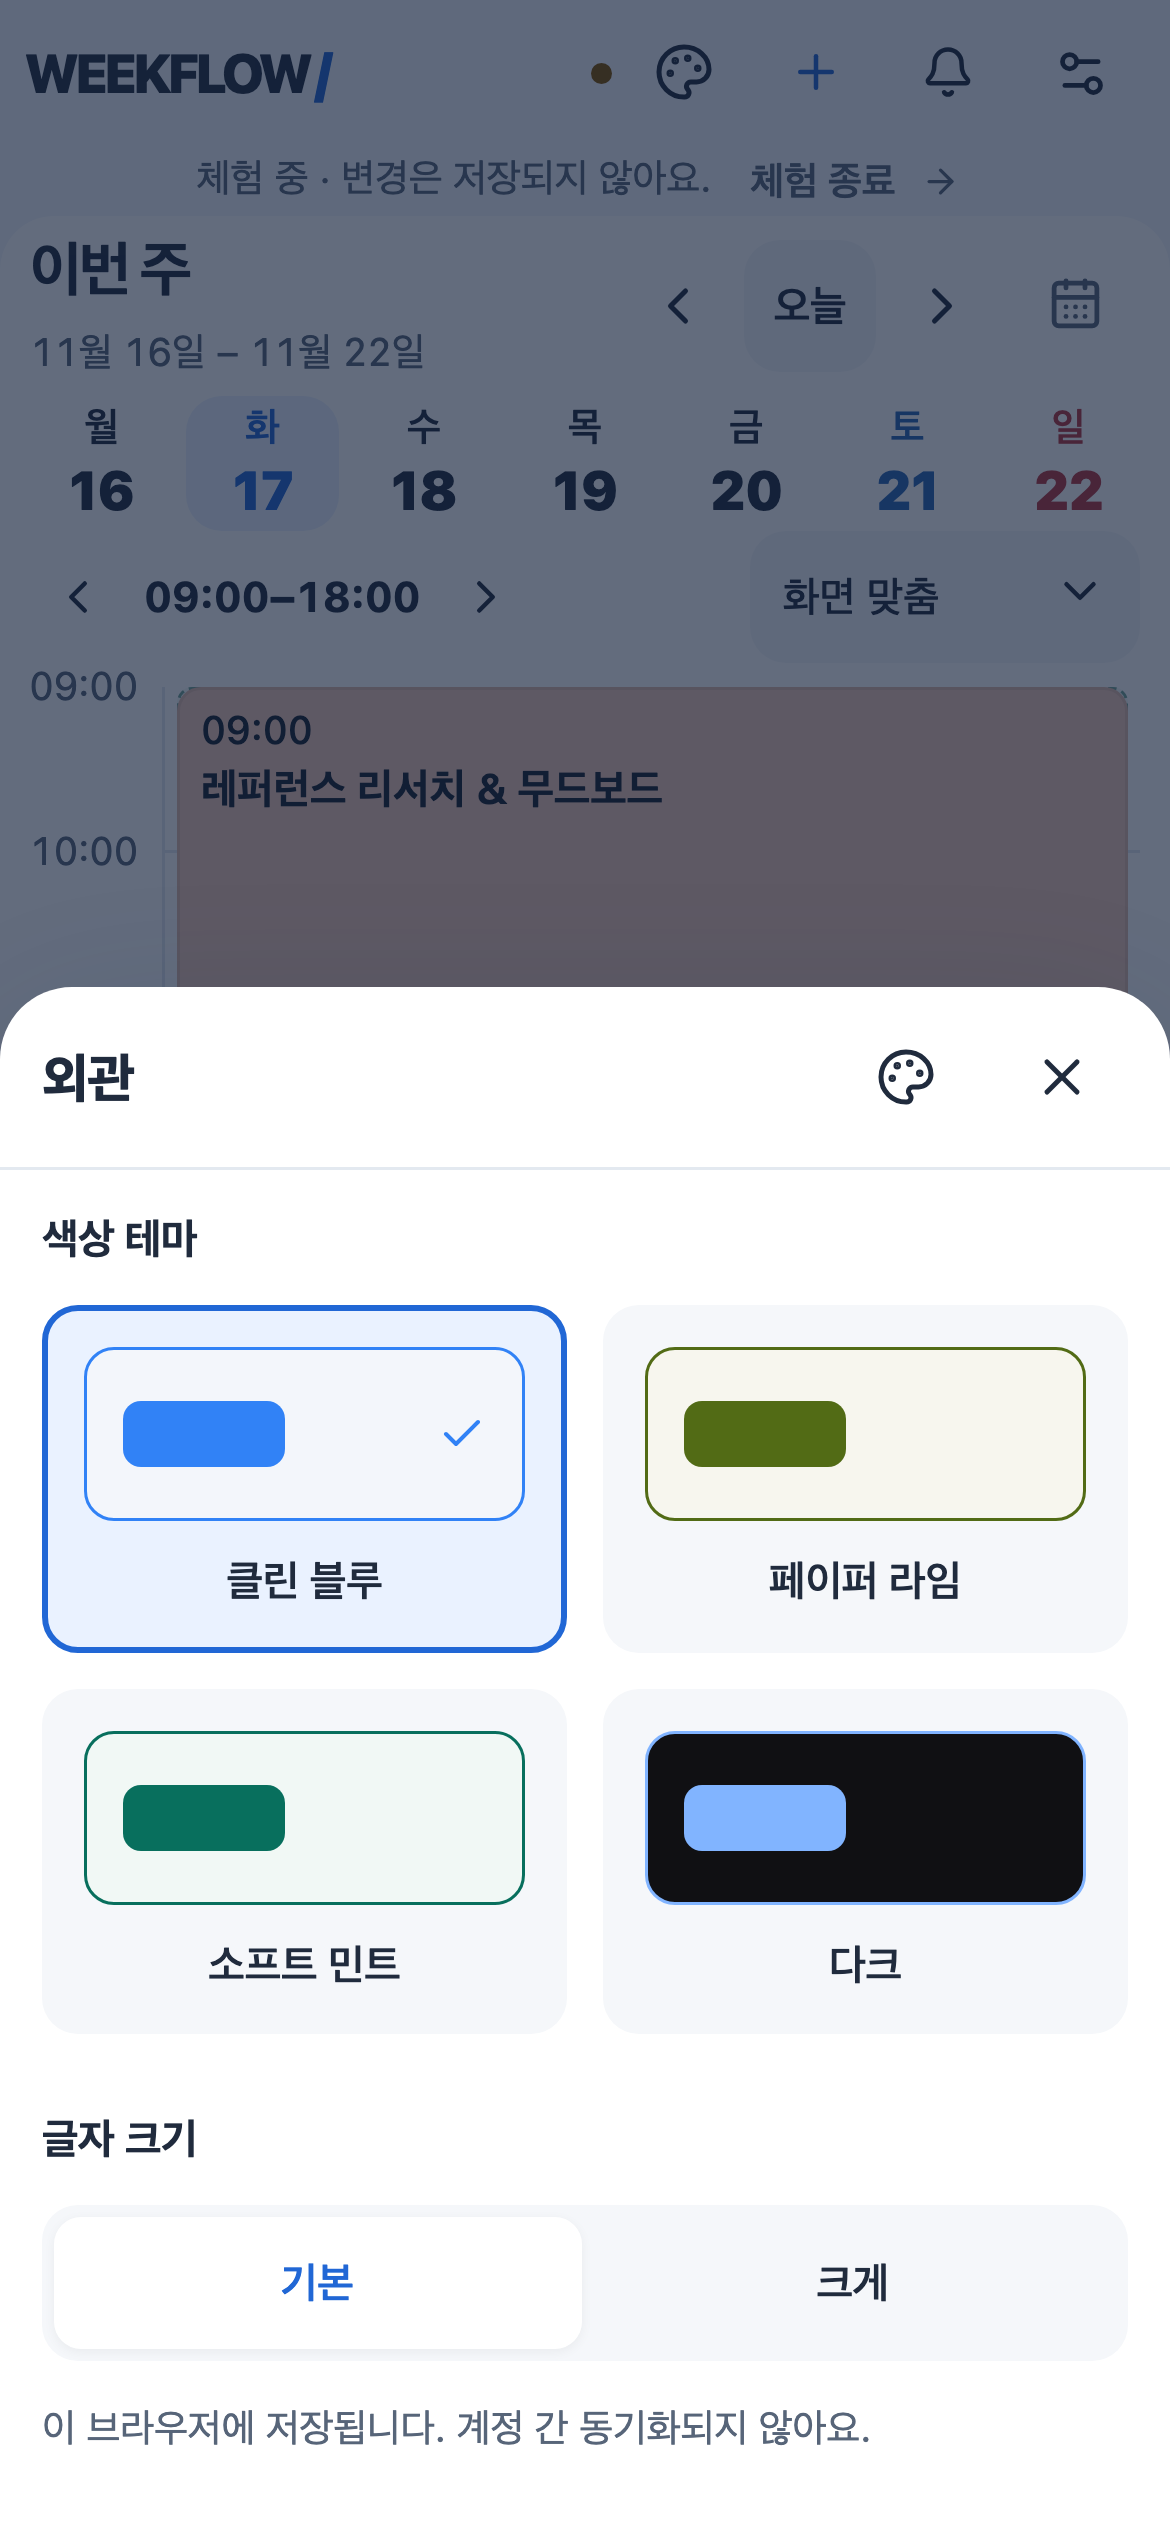 WEEKFLOW/
체험 중 · 변경은 저장되지 않아요. 체험 종료 →
이번 주
11월 16일 – 11월 22일
오늘
월 화 수 목 금 토 일
16 17 18 19 20 21 22
09:00–18:00
화면 맞춤
09:00
09:00
레퍼런스 리서치 & 무드보드
10:00
외관
색상 테마
클린 블루
페이퍼 라임
소프트 민트
다크
글자 크기
기본 크게
이 브라우저에 저장됩니다. 계정 간 동기화되지 않아요.